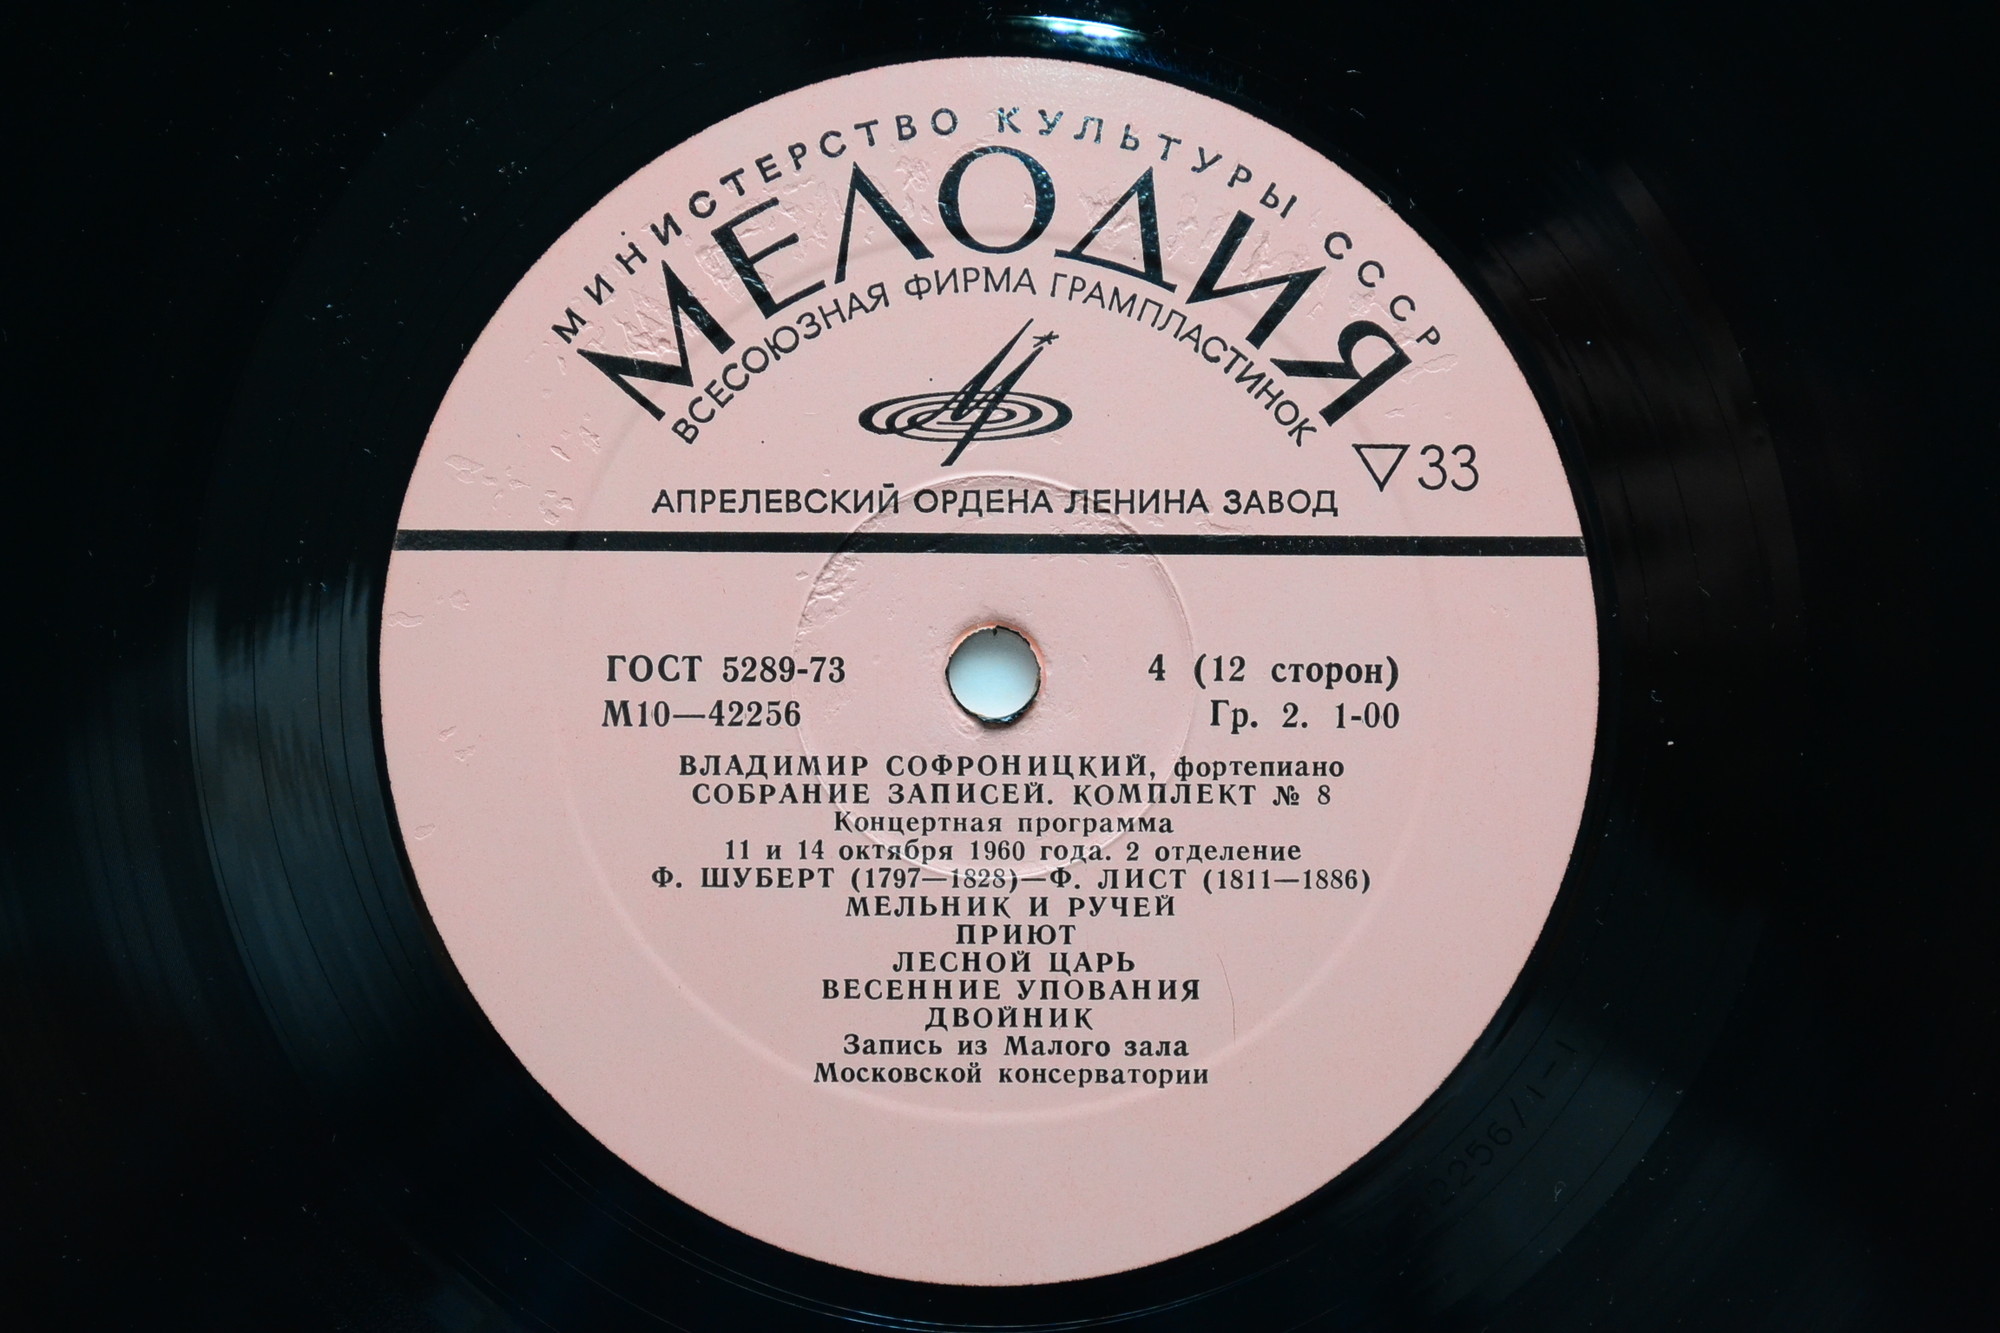 МИНИСТЕРСТВО КУЛЬТУРЫ СССР
МЕЛОДИЯ
ВСЕСОЮЗНАЯ ФИРМА ГРАМПЛАСТИНОК
33
АПРЕЛЕВСКИЙ ОРДЕНА ЛЕНИНА ЗАВОД
ГОСТ 5289-73
4 (12 сторон)
М10—42256
Гр. 2. 1-00
ВЛАДИМИР СОФРОНИЦКИЙ, фортепиано
СОБРАНИЕ ЗАПИСЕЙ. КОМПЛЕКТ № 8
Концертная программа
11 и 14 октября 1960 года. 2 отделение
Ф. ШУБЕРТ (1797—1828)—Ф. ЛИСТ (1811—1886)
МЕЛЬНИК И РУЧЕЙ
ПРИЮТ
ЛЕСНОЙ ЦАРЬ
ВЕСЕННИЕ УПОВАНИЯ
ДВОЙНИК
Запись из Малого зала
Московской консерватории